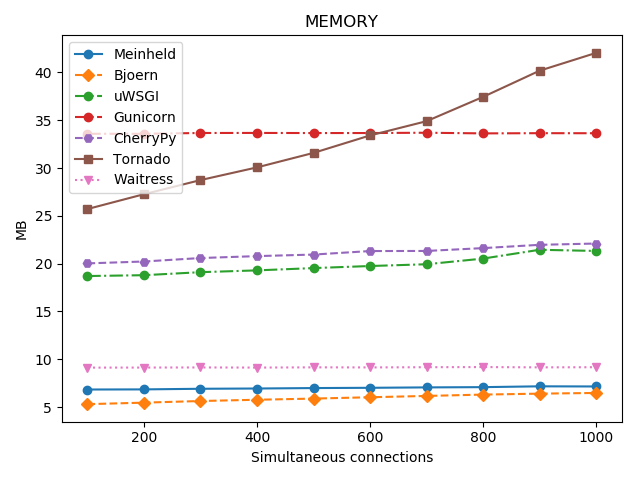 MEMORY
Meinheld
Bjoern
uWSGI
Gunicorn
CherryPy
Tornado
Waitress
40
35
30
25
20
15
10
5
MB
200
400
600
800
1000
Simultaneous connections